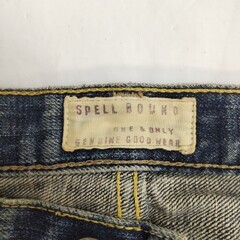 SPELL BOUND
ONE & ONLY
GENUINE GOOD WEAR